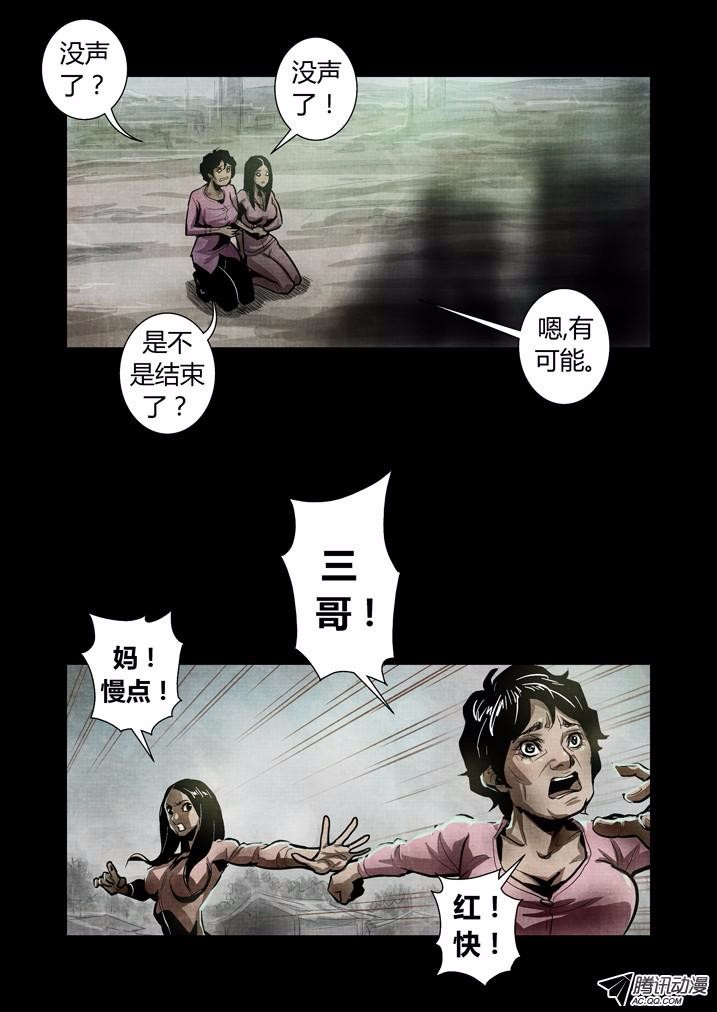 没声
了？
没声
了！
是不
是结束
了？
嗯,有
可能。
三
哥！
妈！
慢点！
红！
快！
腾讯动漫
AC.QQ.COM